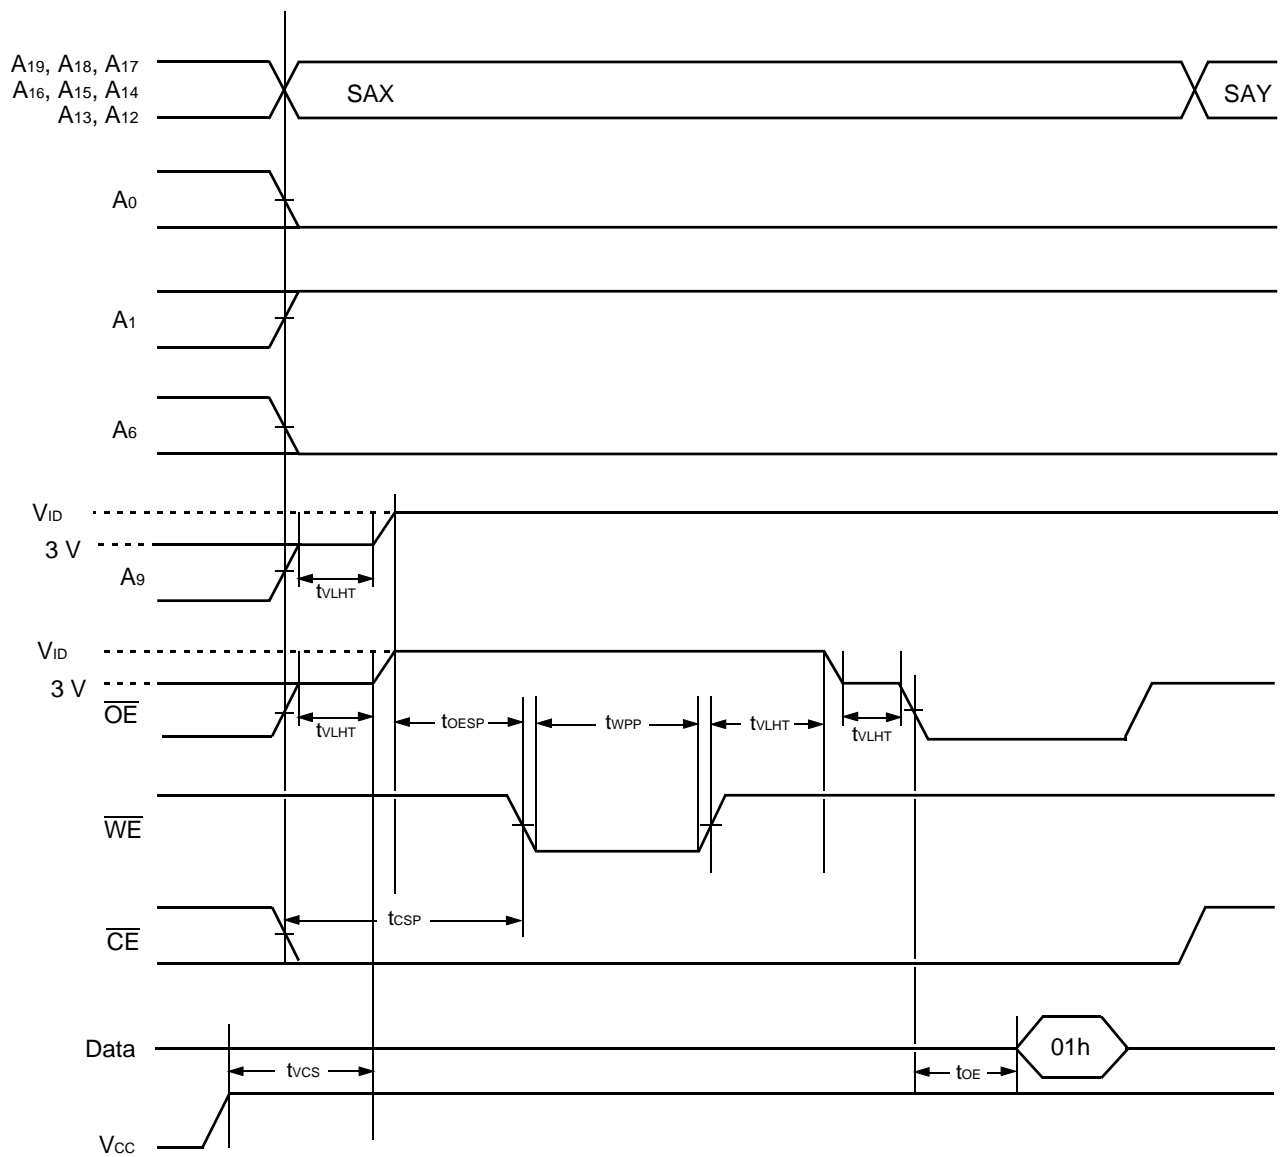 A19, A18, A17
A16, A15, A14
A13, A12
SAX
SAY
A0
A1
A6
VID
3 V
A9
tVLHT
VID
3 V
OE
tVLHT
tOESP
tWPP
tVLHT
tVLHT
WE
tCSP
CE
Data
01h
tVCS
tOE
VCC